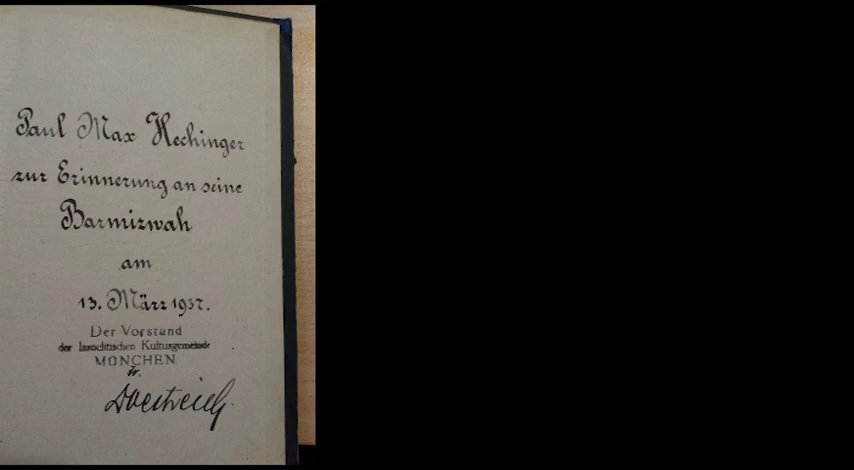 Paul Max Hechinger
zur Erinnerung an seine
Barmizwah
am
13. März 1937.
Der Vorstand
der Israelitischen Kultusgemeinde
MÜNCHEN